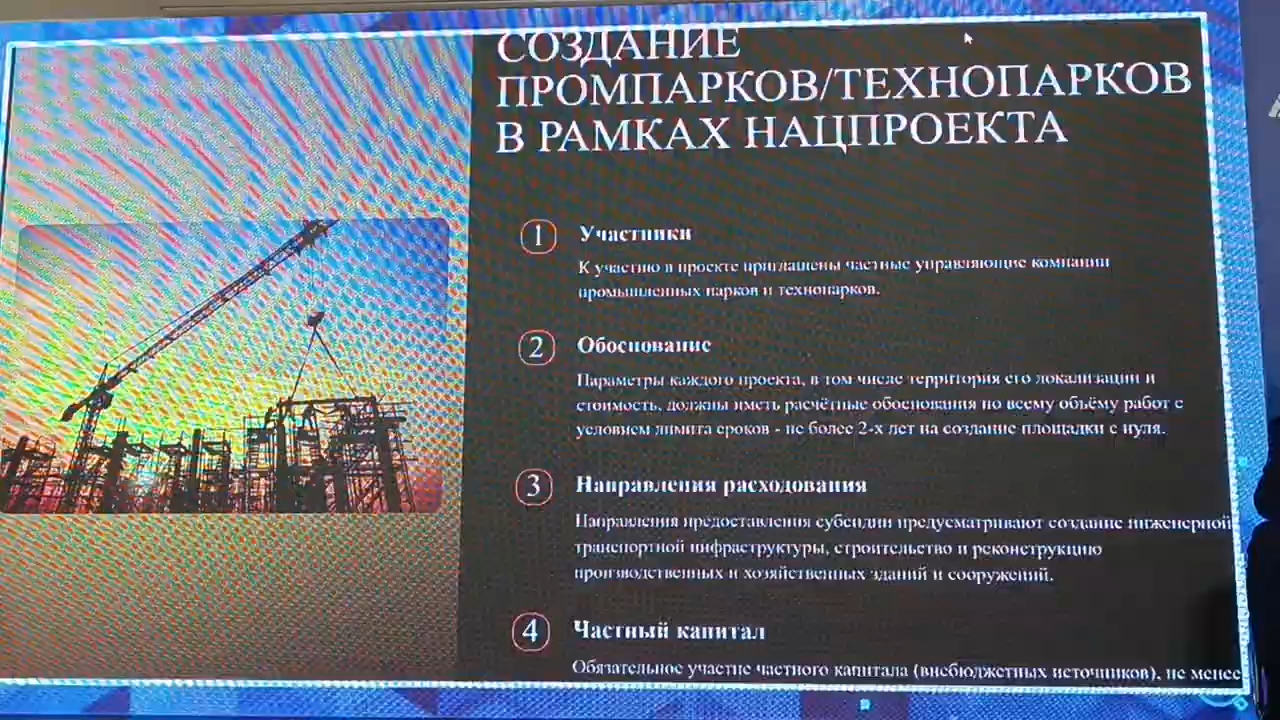 СОЗДАНИЕ
ПРОМПАРКОВ/ТЕХНОПАРКОВ
В РАМКАХ НАЦПРОЕКТА
1 Участники
К участию в проекте приглашены частные управляющие компании
промышленных парков и технопарков.
2 Обоснование
Параметры каждого проекта, в том числе территория его локализации и
стоимость, должны иметь расчётные обоснования по всему объёму работ с
условием лимита сроков - не более 2-х лет на создание площадки с нуля.
3 Направления расходования
Направления предоставления субсидии предусматривают создание инженерной
транспортной инфраструктуры, строительство и реконструкцию
производственных и хозяйственных зданий и сооружений.
4 Частный капитал
Обязательное участие частного капитала (внебюджетных источников), не менее